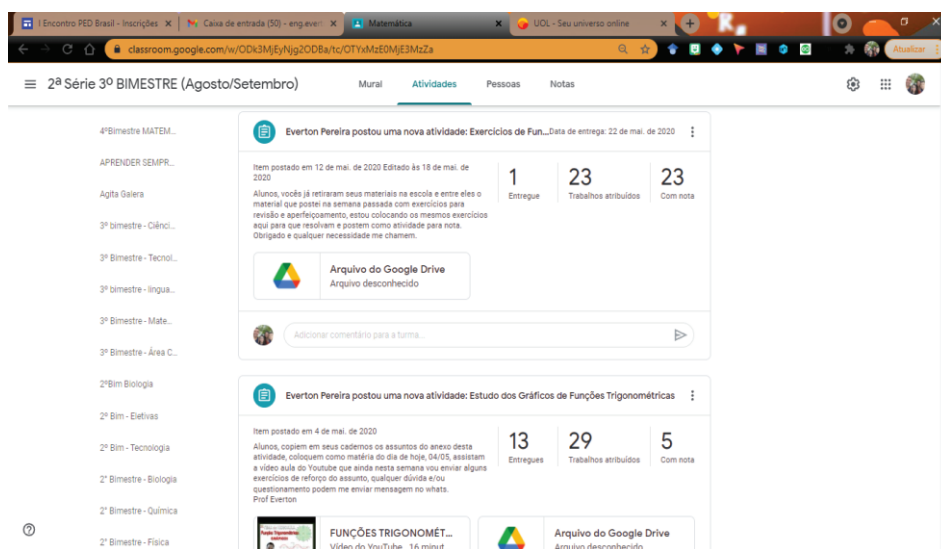 I Encontro PED Brasil - Inscrições
Caixa de entrada (50) - eng.evert
Matemática
UOL - Seu universo online
classroom.google.com/w/ODk3MjEyNjg2ODBa/tc/OTYxMzE0MjE3MzZa
Atualizar
2ª Série 3º BIMESTRE (Agosto/Setembro)
Mural
Atividades
Pessoas
Notas
4ºBimestre MATEM...
APRENDER SEMPR...
Agita Galera
3º bimestre - Ciênci...
3º Bimestre - Tecnol...
3º bimestre - lingua...
3º Bimestre - Mate...
3º Bimestre - Área C...
2ºBim Biologia
2º Bim - Eletivas
2º Bim - Tecnologia
2° Bimestre - Biologia
2° Bimestre - Química
2° Bimestre - Física
Everton Pereira postou uma nova atividade: Exercícios de Fun...
Data de entrega: 22 de mai. de 2020
Item postado em 12 de mai. de 2020 Editado às 18 de mai. de
2020
Alunos, vocês já retiraram seus materiais na escola e entre eles o
material que postei na semana passada com exercícios para
revisão e aperfeiçoamento, estou colocando os mesmos exercícios
aqui para que resolvam e postem como atividade para nota.
Obrigado e qualquer necessidade me chamem.
1
Entregue
23
Trabalhos atribuídos
23
Com nota
Arquivo do Google Drive
Arquivo desconhecido
Adicionar comentário para a turma...
Everton Pereira postou uma nova atividade: Estudo dos Gráficos de Funções Trigonométricas
Item postado em 4 de mai. de 2020
Alunos, copiem em seus cadernos os assuntos do anexo desta
atividade, coloquem como matéria do dia de hoje, 04/05, assistam
a vídeo aula do Youtube que ainda nesta semana vou enviar alguns
exercícios de reforço do assunto, qualquer dúvida e/ou
questionamento podem me enviar mensagem no whats.
Prof Everton
13
Entregues
29
Trabalhos atribuídos
5
Com nota
FUNÇÕES TRIGONOMÉT...
Vídeo do YouTube 16 minut
Arquivo do Google Drive
Arquivo desconhecido